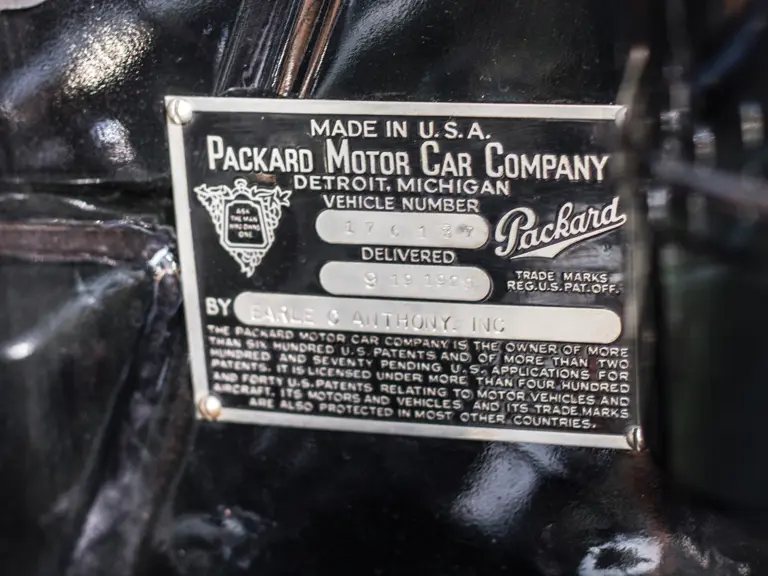 MADE IN U.S.A.
PACKARD MOTOR CAR COMPANY
DETROIT, MICHIGAN
ASK
THE MAN
WHO OWNS
ONE
VEHICLE NUMBER
Packard
DELIVERED
9 19
TRADE MARKS
REG. U.S. PAT. OFF.
BY EARLE C ANTHONY, INC
THE PACKARD MOTOR CAR COMPANY IS THE OWNER OF MORE
THAN SIX HUNDRED U.S. PATENTS AND OF MORE THAN TWO
HUNDRED AND SEVENTY PENDING U.S. APPLICATIONS FOR
PATENTS. IT IS LICENSED UNDER MORE THAN FOUR HUNDRED
AND FORTY U.S. PATENTS RELATING TO MOTOR VEHICLES AND
AIRCRAFT. ITS MOTORS AND VEHICLES AND ITS TRADE MARKS
ARE ALSO PROTECTED IN MOST OTHER COUNTRIES.